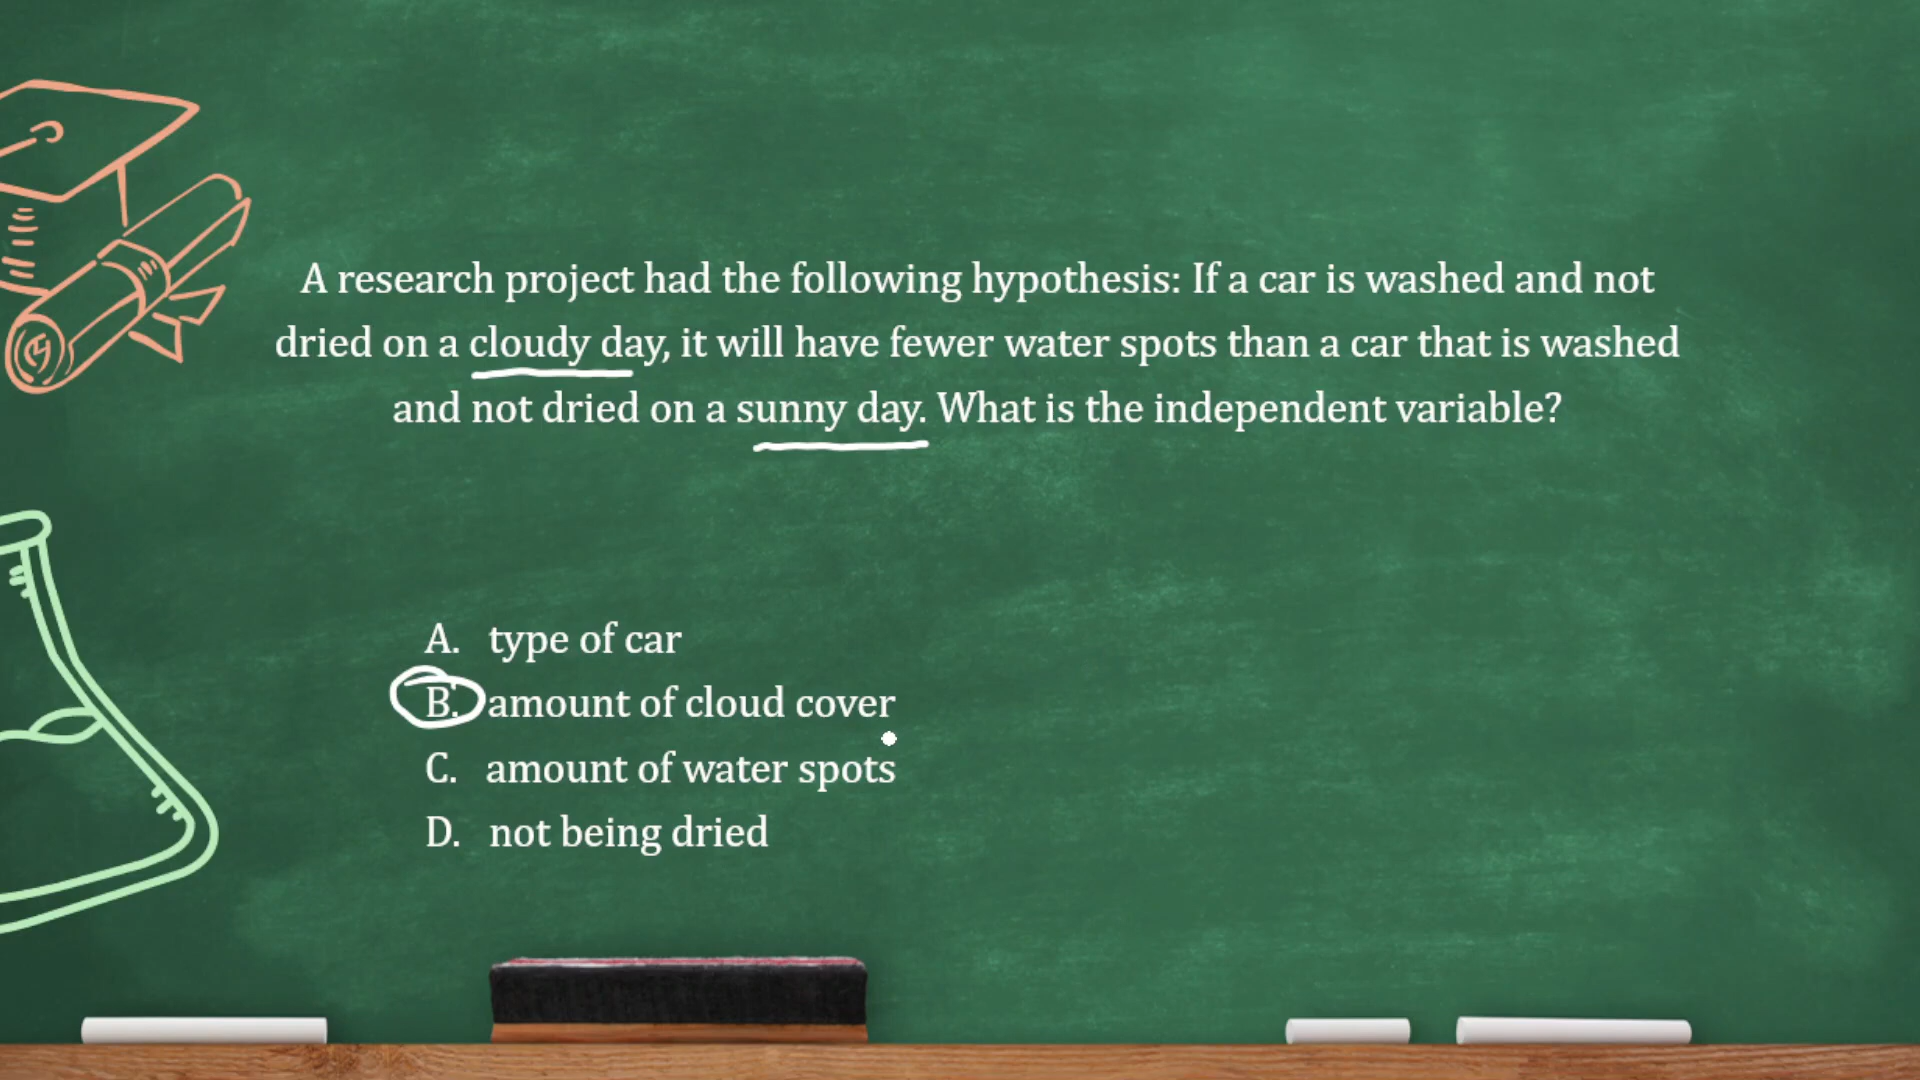 A research project had the following hypothesis: If a car is washed and not
dried on a cloudy day, it will have fewer water spots than a car that is washed
and not dried on a sunny day. What is the independent variable?
A. type of car
B. amount of cloud cover
C. amount of water spots
D. not being dried